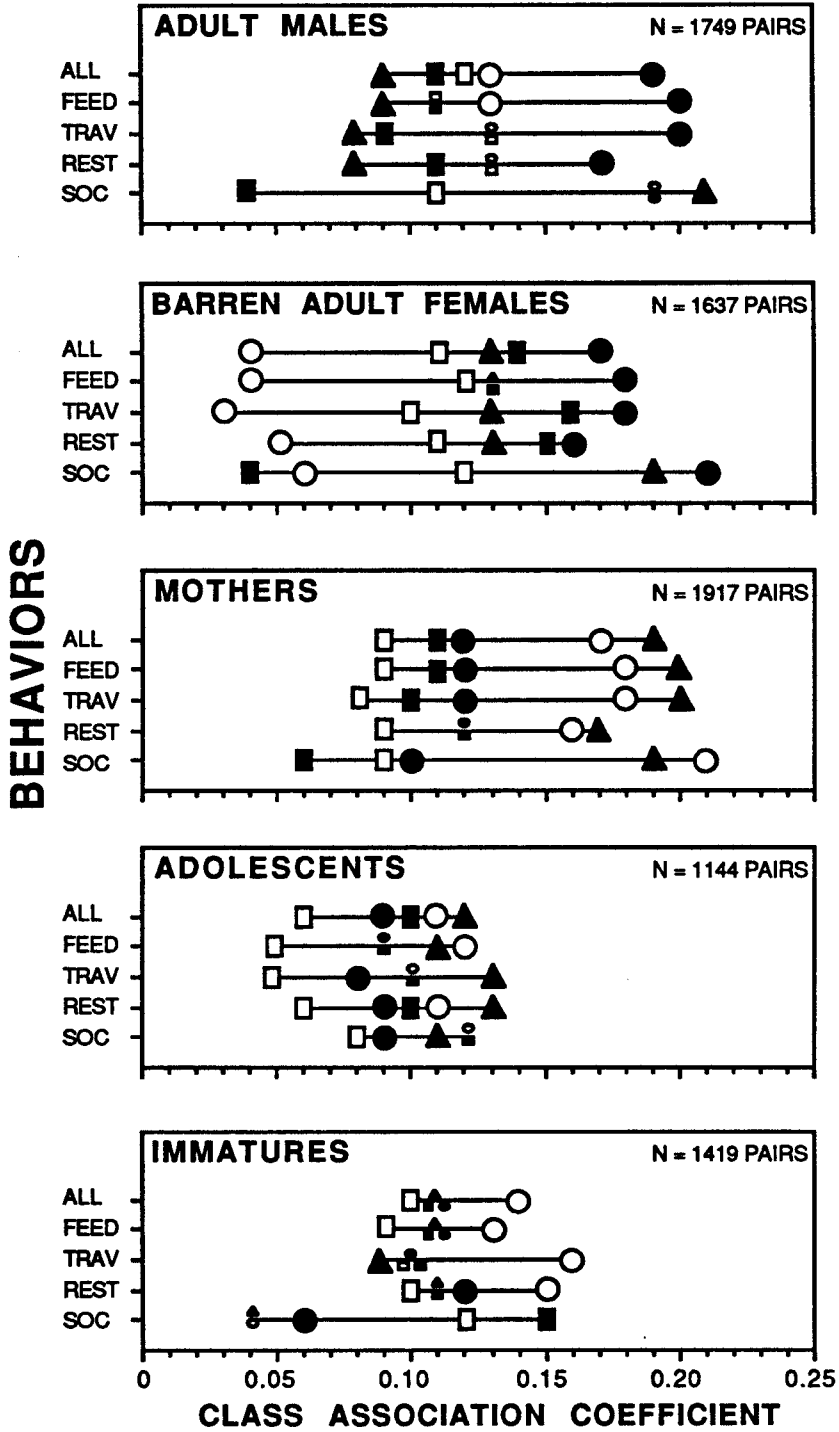 ADULT MALES N = 1749 PAIRS
ALL
FEED
TRAV
REST
SOC
BARREN ADULT FEMALES N = 1637 PAIRS
ALL
FEED
TRAV
REST
SOC
BEHAVIORS
MOTHERS N = 1917 PAIRS
ALL
FEED
TRAV
REST
SOC
ADOLESCENTS N = 1144 PAIRS
ALL
FEED
TRAV
REST
SOC
IMMATURES N = 1419 PAIRS
ALL
FEED
TRAV
REST
SOC
0 0.05 0.10 0.15 0.20 0.25
CLASS ASSOCIATION COEFFICIENT